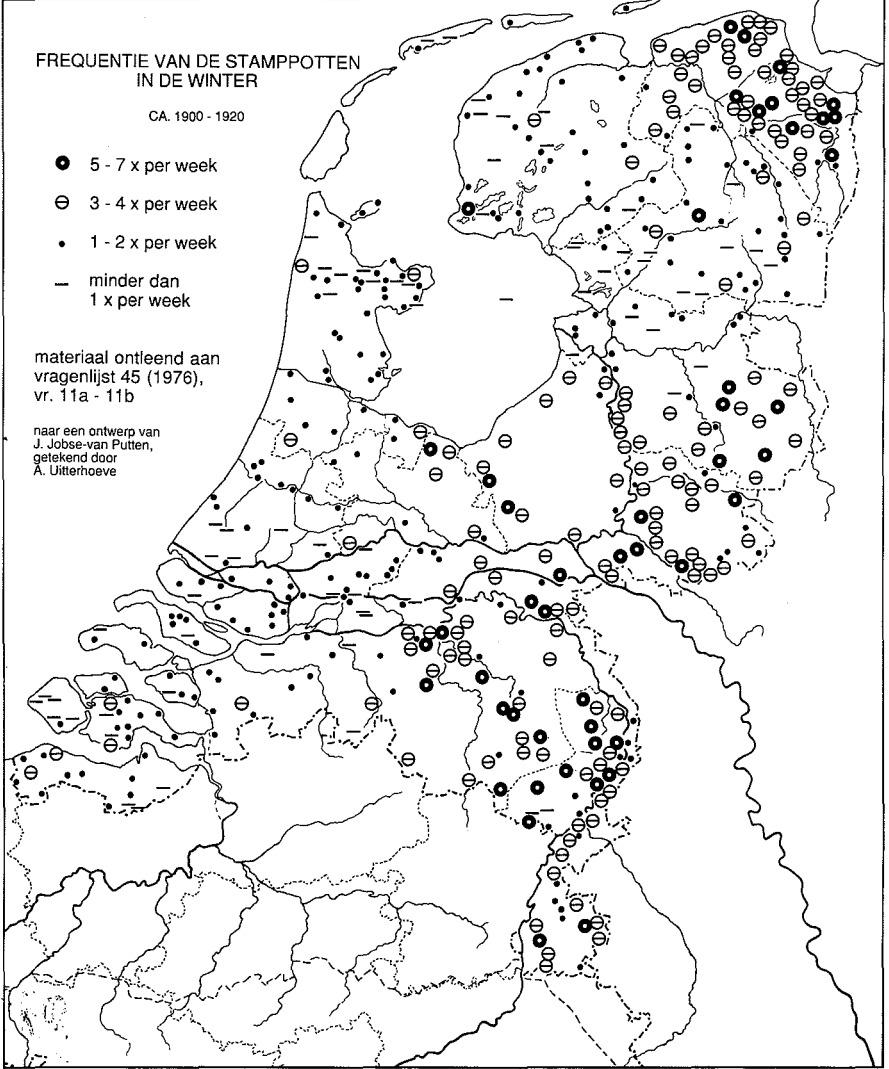 FREQUENTIE VAN DE STAMPPOTTEN
IN DE WINTER
CA. 1900 - 1920
5 - 7 x per week
3 - 4 x per week
1 - 2 x per week
minder dan
1 x per week
materiaal ontleend aan
vragenlijst 45 (1976),
vr. 11a - 11b
naar een ontwerp van
J. Jobse-van Putten,
getekend door
A. Uitterhoeve